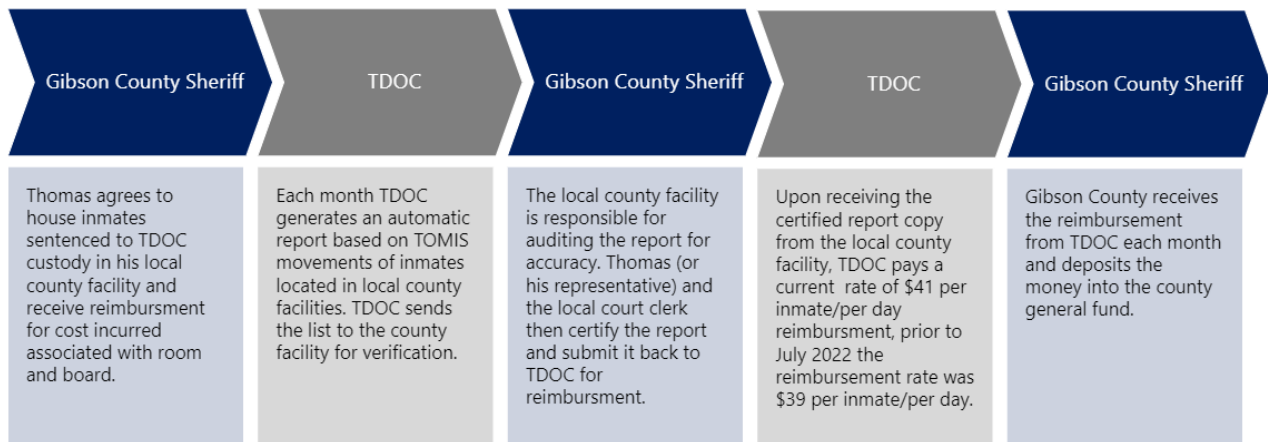 Gibson County Sheriff
TDOC
Gibson County Sheriff
TDOC
Gibson County Sheriff
Thomas agrees to
house inmates
sentenced to TDOC
custody in his local
county facility and
receive reimbursment
for cost incurred
associated with room
and board.
Each month TDOC
generates an automatic
report based on TOMIS
movements of inmates
located in local county
facilities. TDOC sends
the list to the county
facility for verification.
The local county facility
is responsible for
auditing the report for
accuracy. Thomas (or
his representative) and
the local court clerk
then certify the report
and submit it back to
TDOC for
reimbursment.
Upon receiving the
certified report copy
from the local county
facility, TDOC pays a
current rate of $41 per
inmate/per day
reimbursment, prior to
July 2022 the
reimbursement rate was
$39 per inmate/per day.
Gibson County receives
the reimbursement
from TDOC each month
and deposits the
money into the county
general fund.